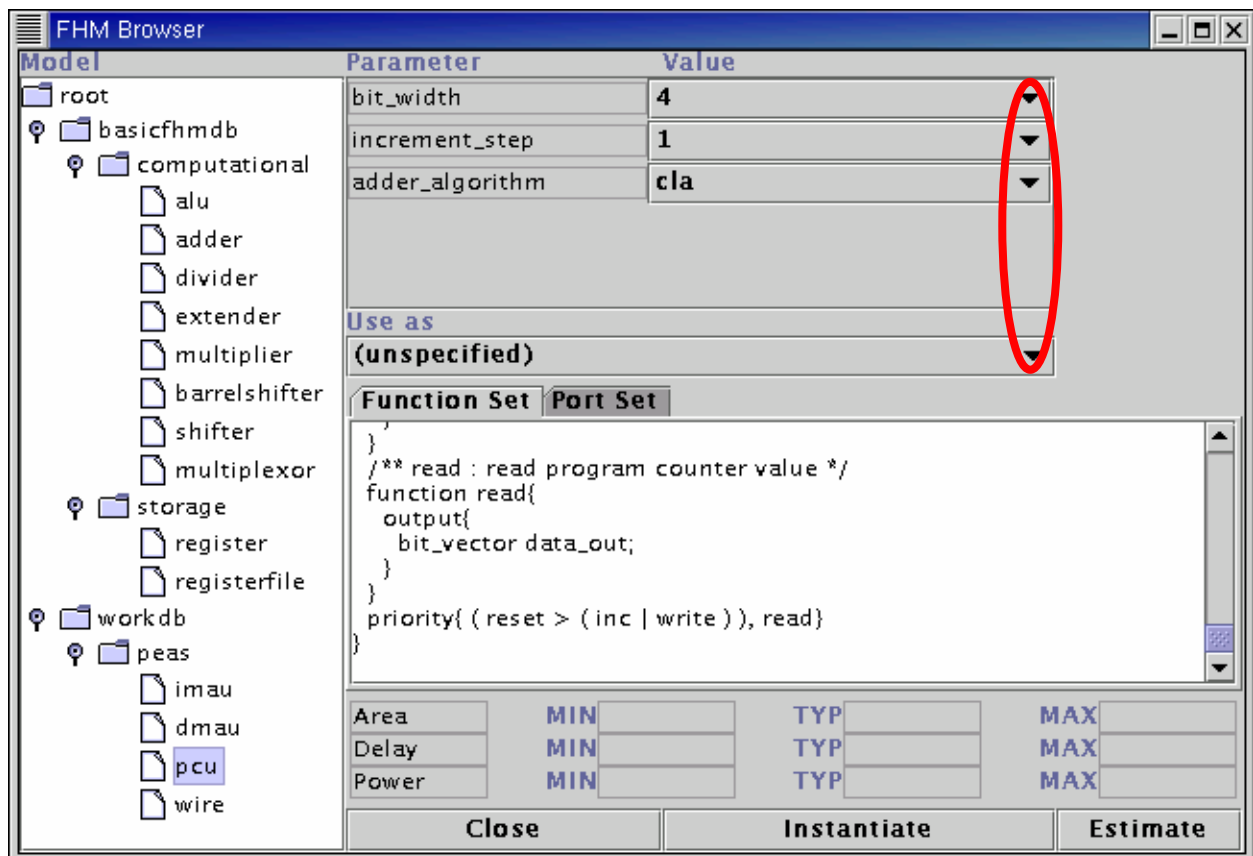 FHM Browser
Model
root
basicfhmdb
computational
alu
adder
divider
extender
multiplier
barrelshifter
shifter
multiplexor
storage
register
registerfile
workdb
peas
imau
dmau
pcu
wire
Parameter Value
bit_width 4
increment_step 1
adder_algorithm cla
Use as
(unspecified)
Function Set Port Set
}
}
/** read : read program counter value */
function read{
output{
bit_vector data_out;
}
}
priority{ ( reset > ( inc | write ) ), read}
}
Area MIN TYP MAX
Delay MIN TYP MAX
Power MIN TYP MAX
Close Instantiate Estimate